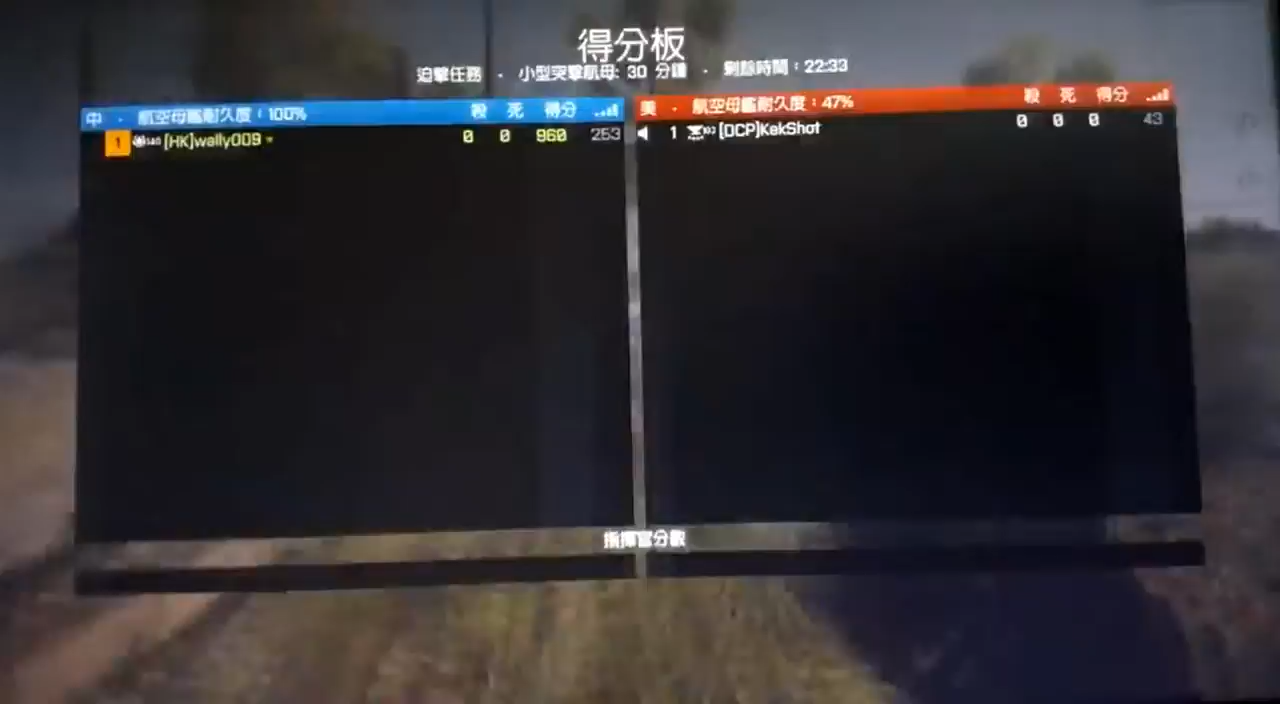 得分板
迫擊任務 · 小型突擊航母: 30 分鐘 · 剩餘時間：22:33
中 · 航空母艦耐久度：100% 殺 死 得分
1 [HK]wally009 0 0 960 253
美 · 航空母艦耐久度：47% 殺 死 得分
1 [OCP]KekShot 0 0 0 43
指揮官分數